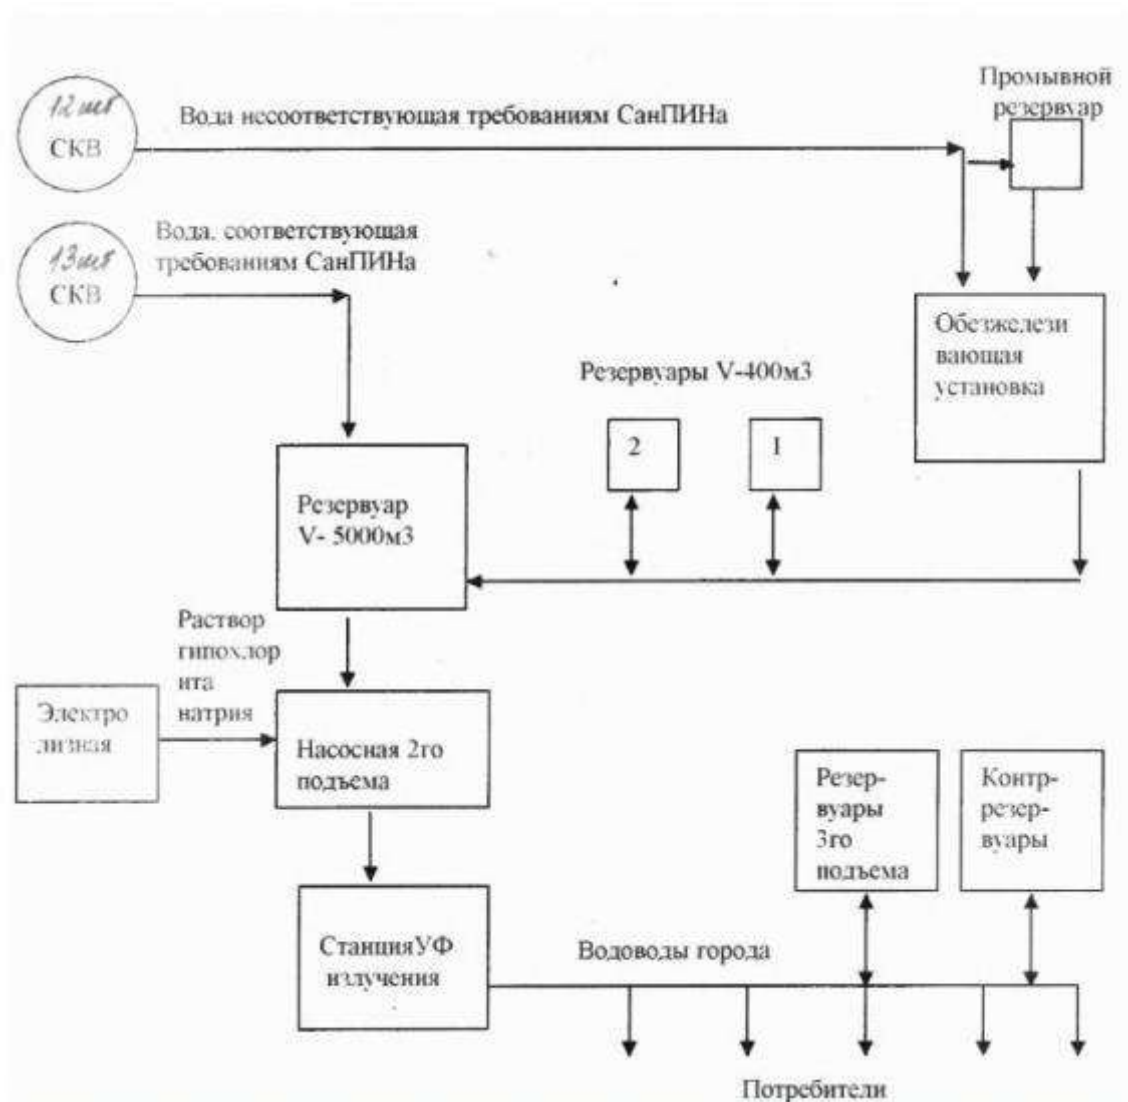 12 шт
СКВ
Вода несоответствующая требованиям СанПИНа
Промывной
резервуар
13 шт
СКВ
Вода, соответствующая
требованиям СанПИНа
Обезжелези
вающая
установка
Резервуары V-400м3
2
1
Резервуар
V- 5000м3
Раствор
гипохлор
ита
натрия
Электро
лизная
Насосная 2го
подъема
Резер-
вуары
3го
подъема
Контр-
резер-
вуары
СтанцияУФ
излучения
Водоводы города
Потребители